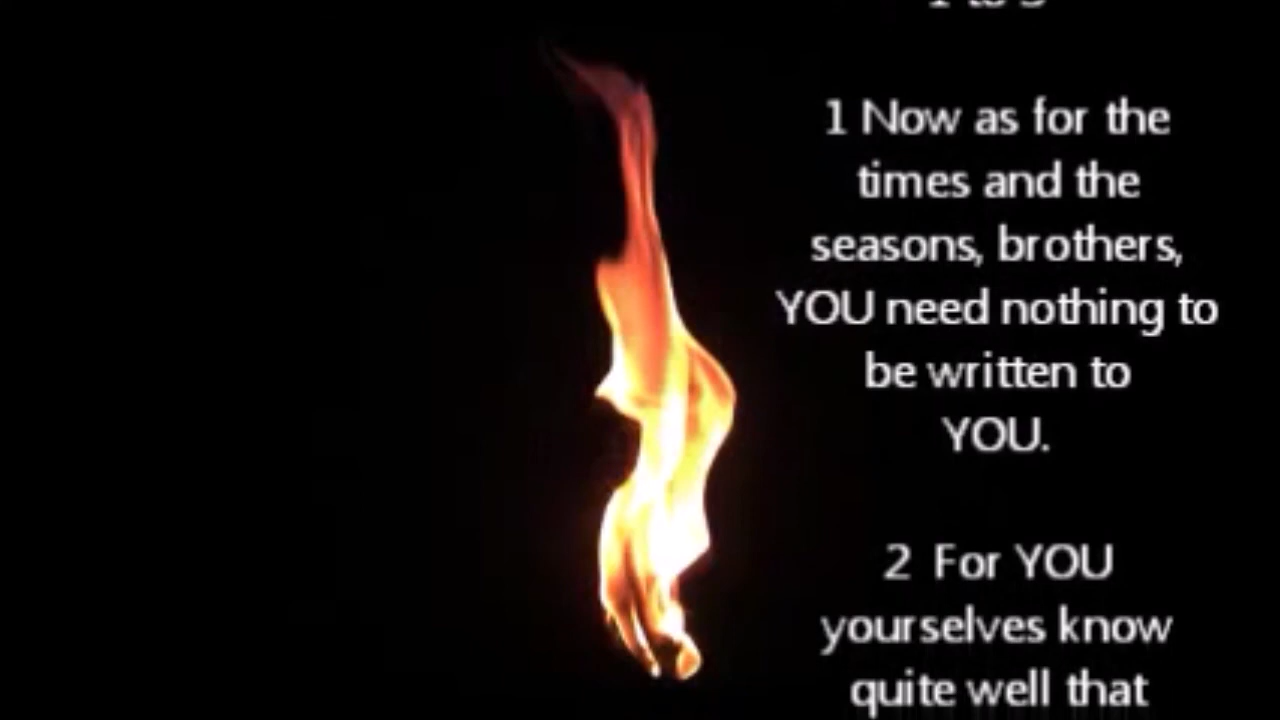 1 Now as for the
times and the
seasons, brothers,
YOU need nothing to
be written to
YOU.
2 For YOU
yourselves know
quite well that